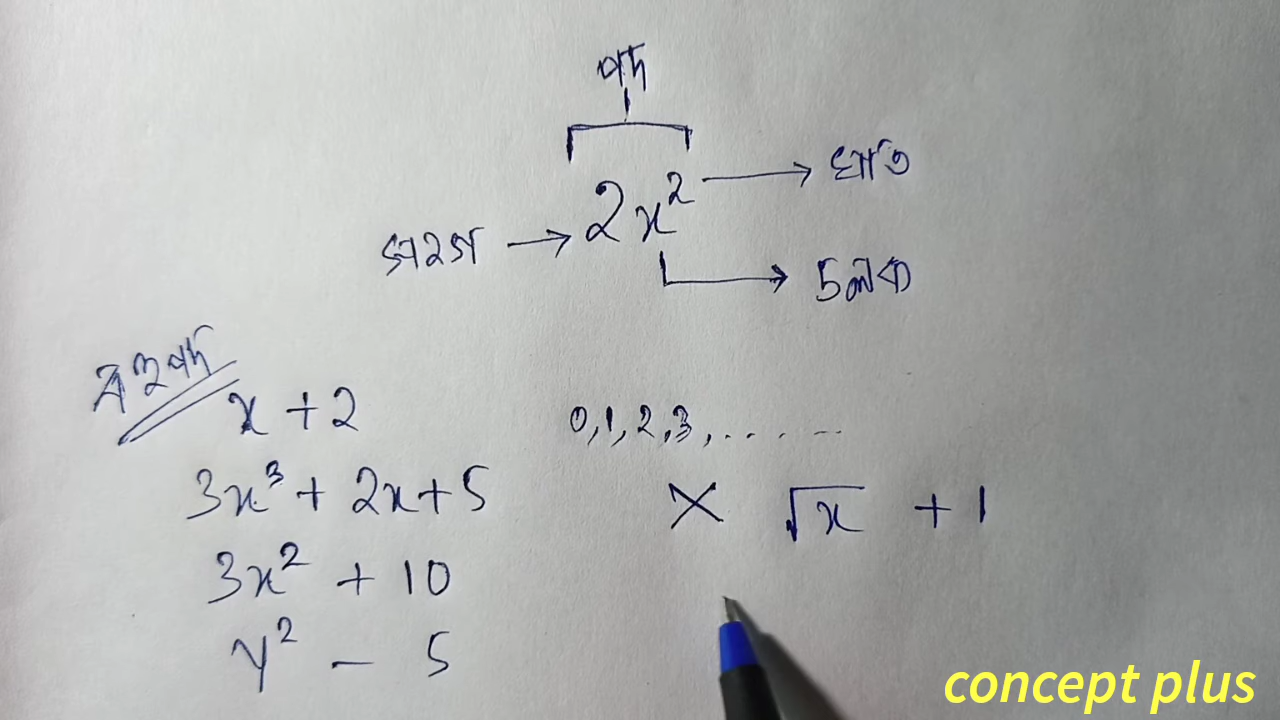 পদ
2x² → ঘাত
সহগ →
চলক
বহুপদ
x + 2
0, 1, 2, 3, . . . . . .
3x³ + 2x + 5
× √x + 1
3x² + 10
y² - 5
concept plus